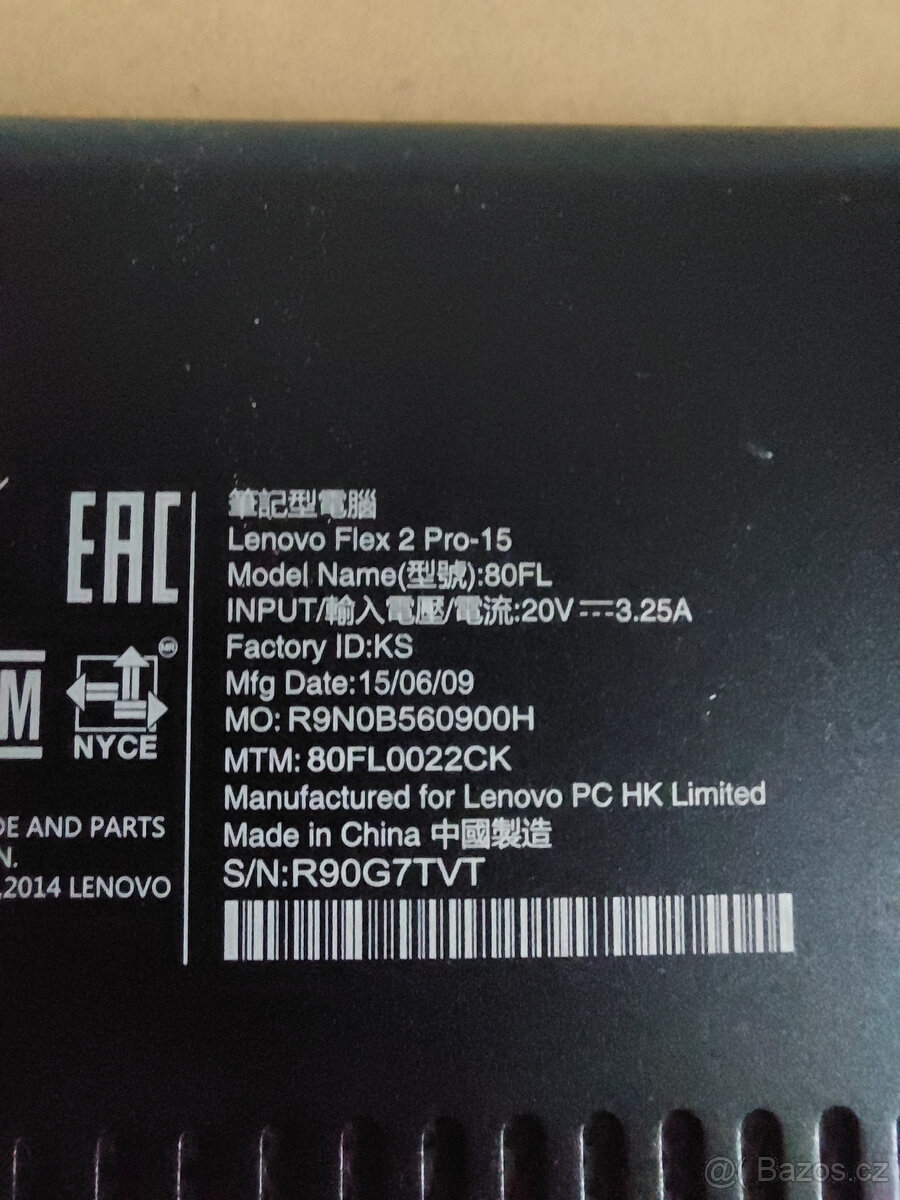 EAC
M
NYCE
MR
DE AND PARTS
N.
2014 LENOVO
筆記型電腦
Lenovo Flex 2 Pro-15
Model Name(型號):80FL
INPUT/輸入電壓/電流:20V⎓3.25A
Factory ID:KS
Mfg Date:15/06/09
MO: R9N0B560900H
MTM: 80FL0022CK
Manufactured for Lenovo PC HK Limited
Made in China 中國製造
S/N:R90G7TVT
@( Bazos.cz